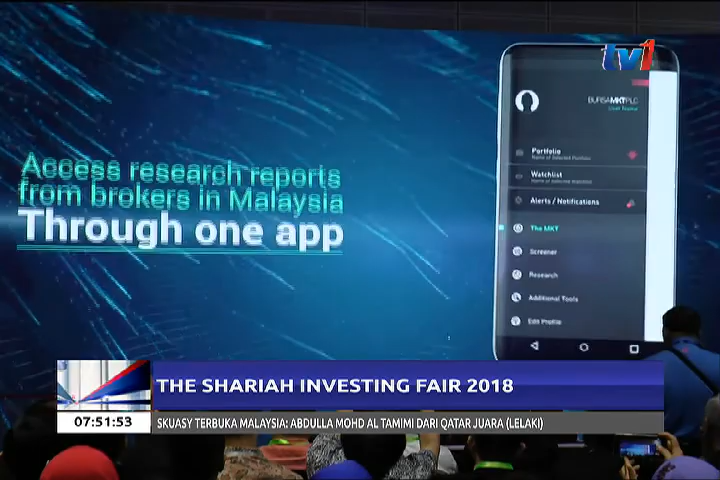 tv1
BURSAMKTPLC
Portfolio
Watchlist
Alerts / Notifications
The MKT
Screener
Research
Additional Tools
Edit Profile
Access research reports
from brokers in Malaysia
Through one app
THE SHARIAH INVESTING FAIR 2018
07:51:53
SKUASY TERBUKA MALAYSIA: ABDULLA MOHD AL TAMIMI DARI QATAR JUARA (LELAKI)